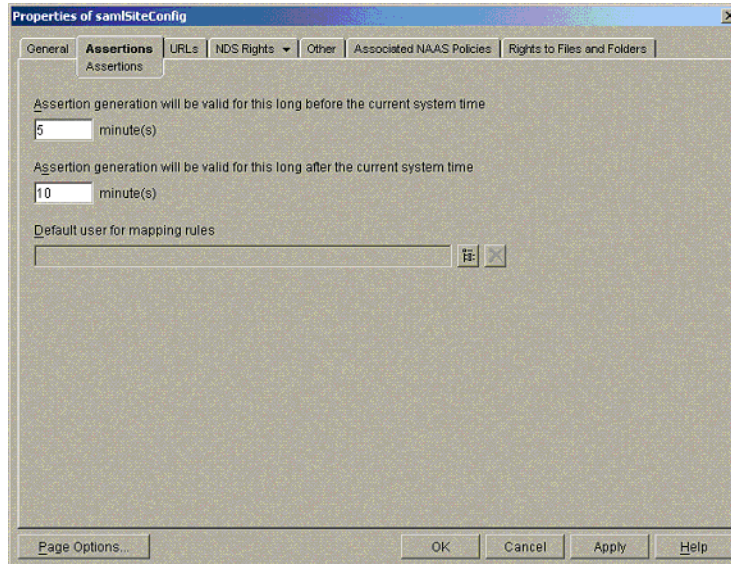 Properties of samlSiteConfig
General Assertions URLs NDS Rights Other Associated NAAS Policies Rights to Files and Folders
Assertions
Assertion generation will be valid for this long before the current system time
5 minute(s)
Assertion generation will be valid for this long after the current system time
10 minute(s)
Default user for mapping rules
Page Options... OK Cancel Apply Help